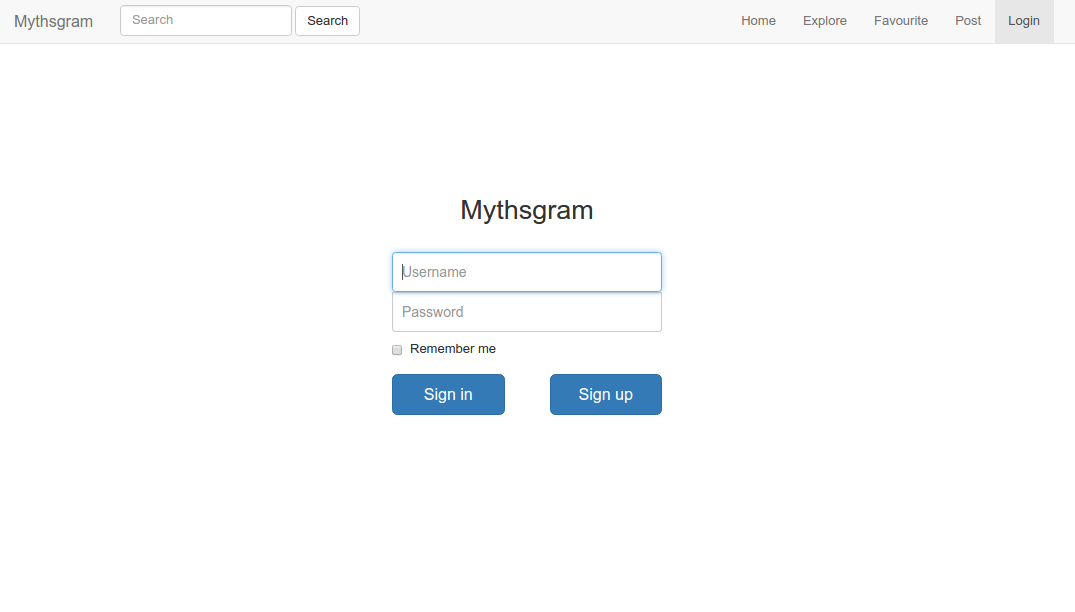 Mythsgram Search Search Home Explore Favourite Post Login
Mythsgram
Username
Password
Remember me
Sign in Sign up